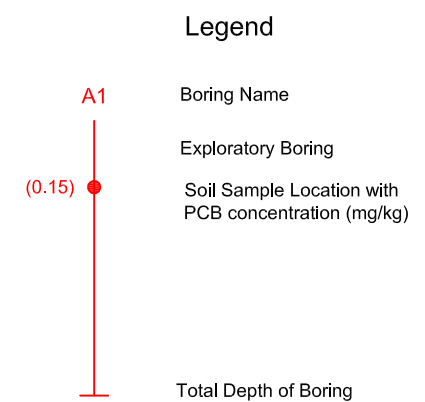 Legend
A1
Boring Name
Exploratory Boring
(0.15)
Soil Sample Location with
PCB concentration (mg/kg)
Total Depth of Boring